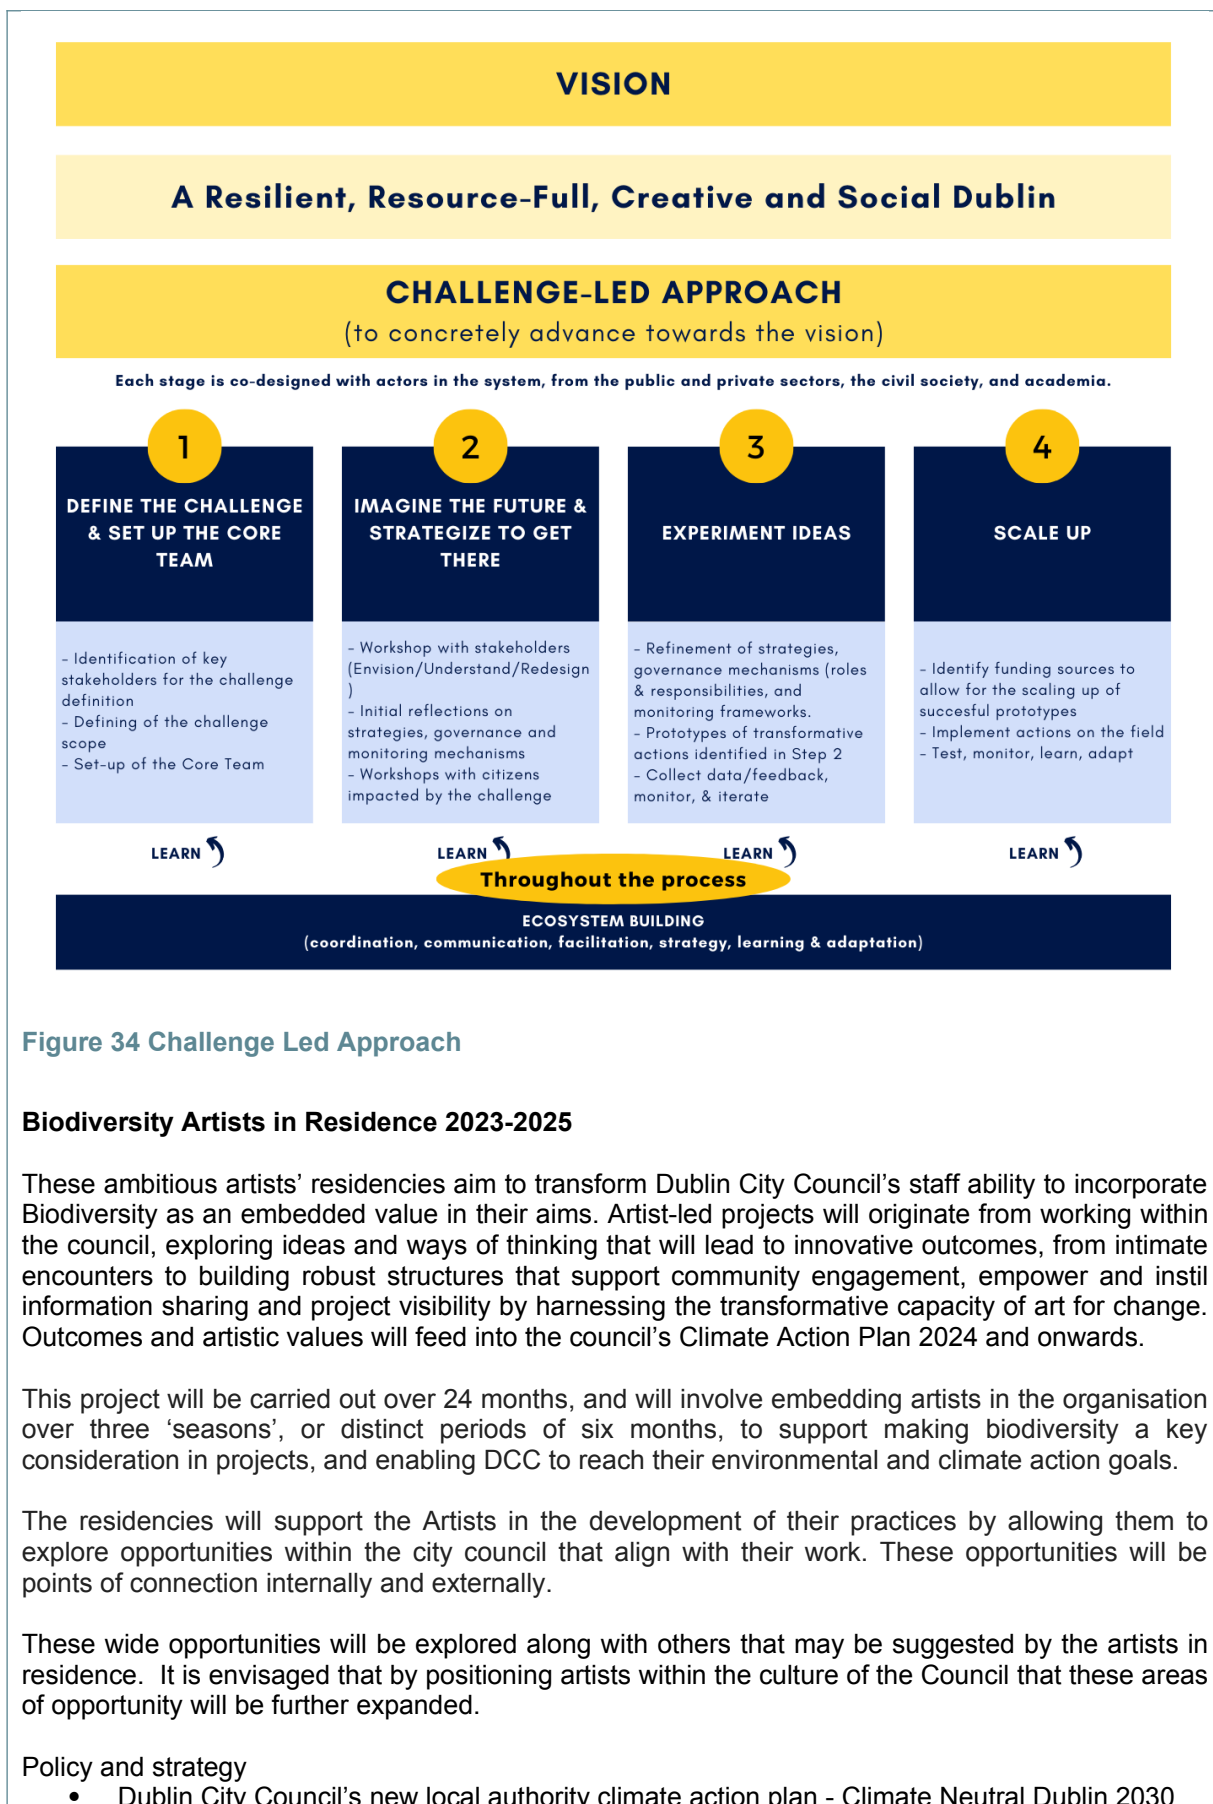 VISION
A Resilient, Resource-Full, Creative and Social Dublin
CHALLENGE-LED APPROACH
(to concretely advance towards the vision)
Each stage is co-designed with actors in the system, from the public and private sectors, the civil society, and academia.
1
DEFINE THE CHALLENGE
& SET UP THE CORE
TEAM
- Identification of key
stakeholders for the challenge
definition
- Defining of the challenge
scope
- Set-up of the Core Team
LEARN
2
IMAGINE THE FUTURE &
STRATEGIZE TO GET
THERE
- Workshop with stakeholders
(Envision/Understand/Redesign
)
- Initial reflections on
strategies, governance and
monitoring mechanisms
- Workshops with citizens
impacted by the challenge
LEARN
3
EXPERIMENT IDEAS
- Refinement of strategies,
governance mechanisms (roles
& responsibilities, and
monitoring frameworks.
- Prototypes of transformative
actions identified in Step 2
- Collect data/feedback,
monitor, & iterate
LEARN
4
SCALE UP
- Identify funding sources to
allow for the scaling up of
succesful prototypes
- Implement actions on the field
- Test, monitor, learn, adapt
LEARN
Throughout the process
ECOSYSTEM BUILDING
(coordination, communication, facilitation, strategy, learning & adaptation)
Figure 34 Challenge Led Approach
Biodiversity Artists in Residence 2023-2025
These ambitious artists’ residencies aim to transform Dublin City Council’s staff ability to incorporate
Biodiversity as an embedded value in their aims. Artist-led projects will originate from working within
the council, exploring ideas and ways of thinking that will lead to innovative outcomes, from intimate
encounters to building robust structures that support community engagement, empower and instil
information sharing and project visibility by harnessing the transformative capacity of art for change.
Outcomes and artistic values will feed into the council’s Climate Action Plan 2024 and onwards.
This project will be carried out over 24 months, and will involve embedding artists in the organisation
over three ‘seasons’, or distinct periods of six months, to support making biodiversity a key
consideration in projects, and enabling DCC to reach their environmental and climate action goals.
The residencies will support the Artists in the development of their practices by allowing them to
explore opportunities within the city council that align with their work. These opportunities will be
points of connection internally and externally.
These wide opportunities will be explored along with others that may be suggested by the artists in
residence. It is envisaged that by positioning artists within the culture of the Council that these areas
of opportunity will be further expanded.
Policy and strategy
• Dublin City Council’s new local authority climate action plan - Climate Neutral Dublin 2030